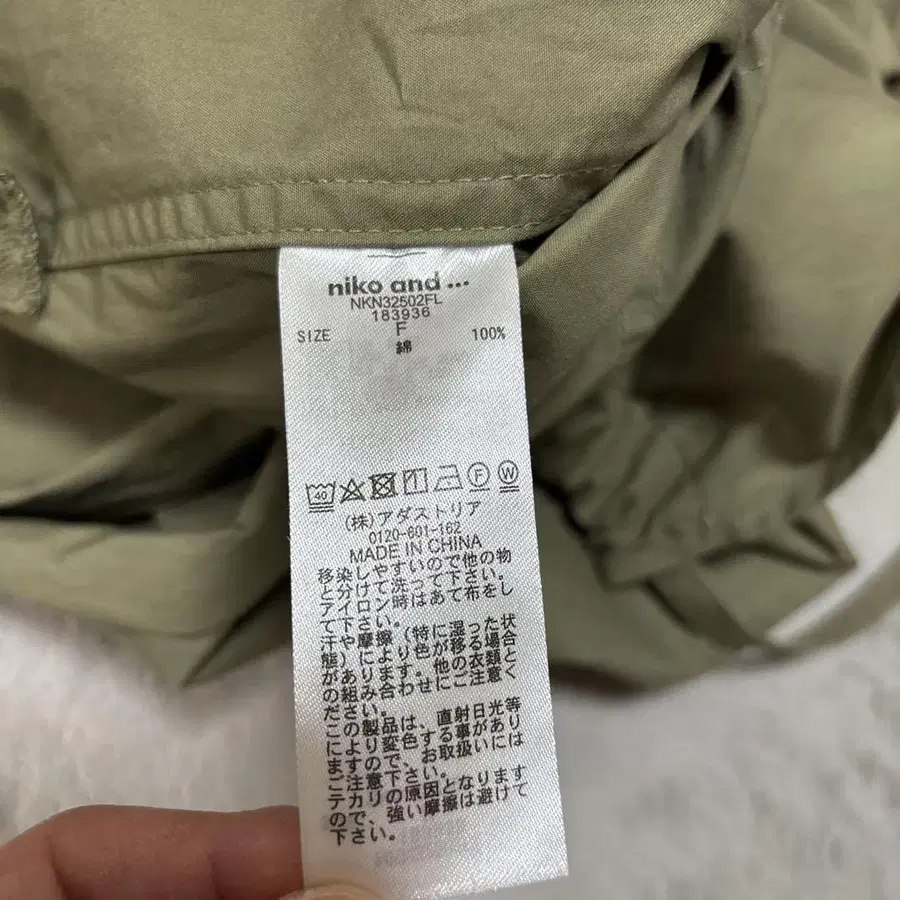 niko and ...
NKN32502FL
183936
SIZE F
綿 100%
40 F W
(株)アダストリア
0120-601-162
MADE IN CHINA
移染しやすいので他の物
と分けて洗って下さい。
アイロン時はあて布をし
て下さい。
汗や摩擦(特に湿った状
態)により色が移る場合
があります。他の衣類と
の組み合わせにご注意く
ださい。
この製品は、直射日光等
により変色する事があり
ますので、お取扱いには
ご注意下さい。
テカリの原因となります
ので、強い摩擦は避けて
下さい。